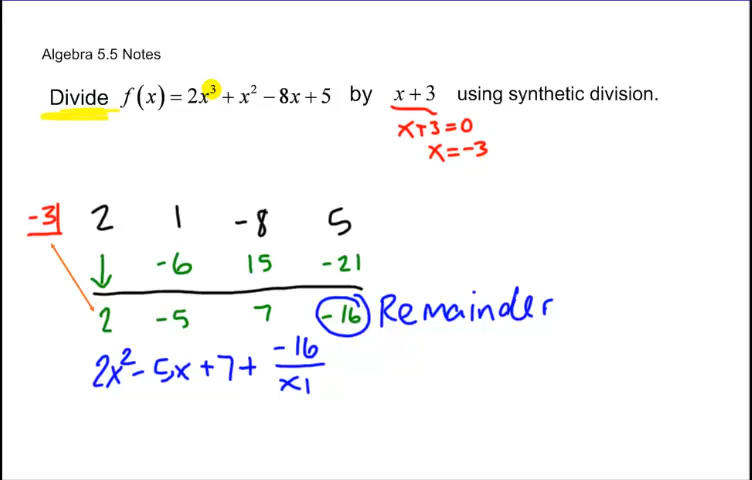 Algebra 5.5 Notes
Divide f(x) = 2x³ + x² − 8x + 5 by x + 3 using synthetic division.
x+3=0
x=-3
-3 2 1 -8 5
↓ -6 15 -21
2 -5 7 -16 Remainder
2x² - 5x + 7 + -16
x1